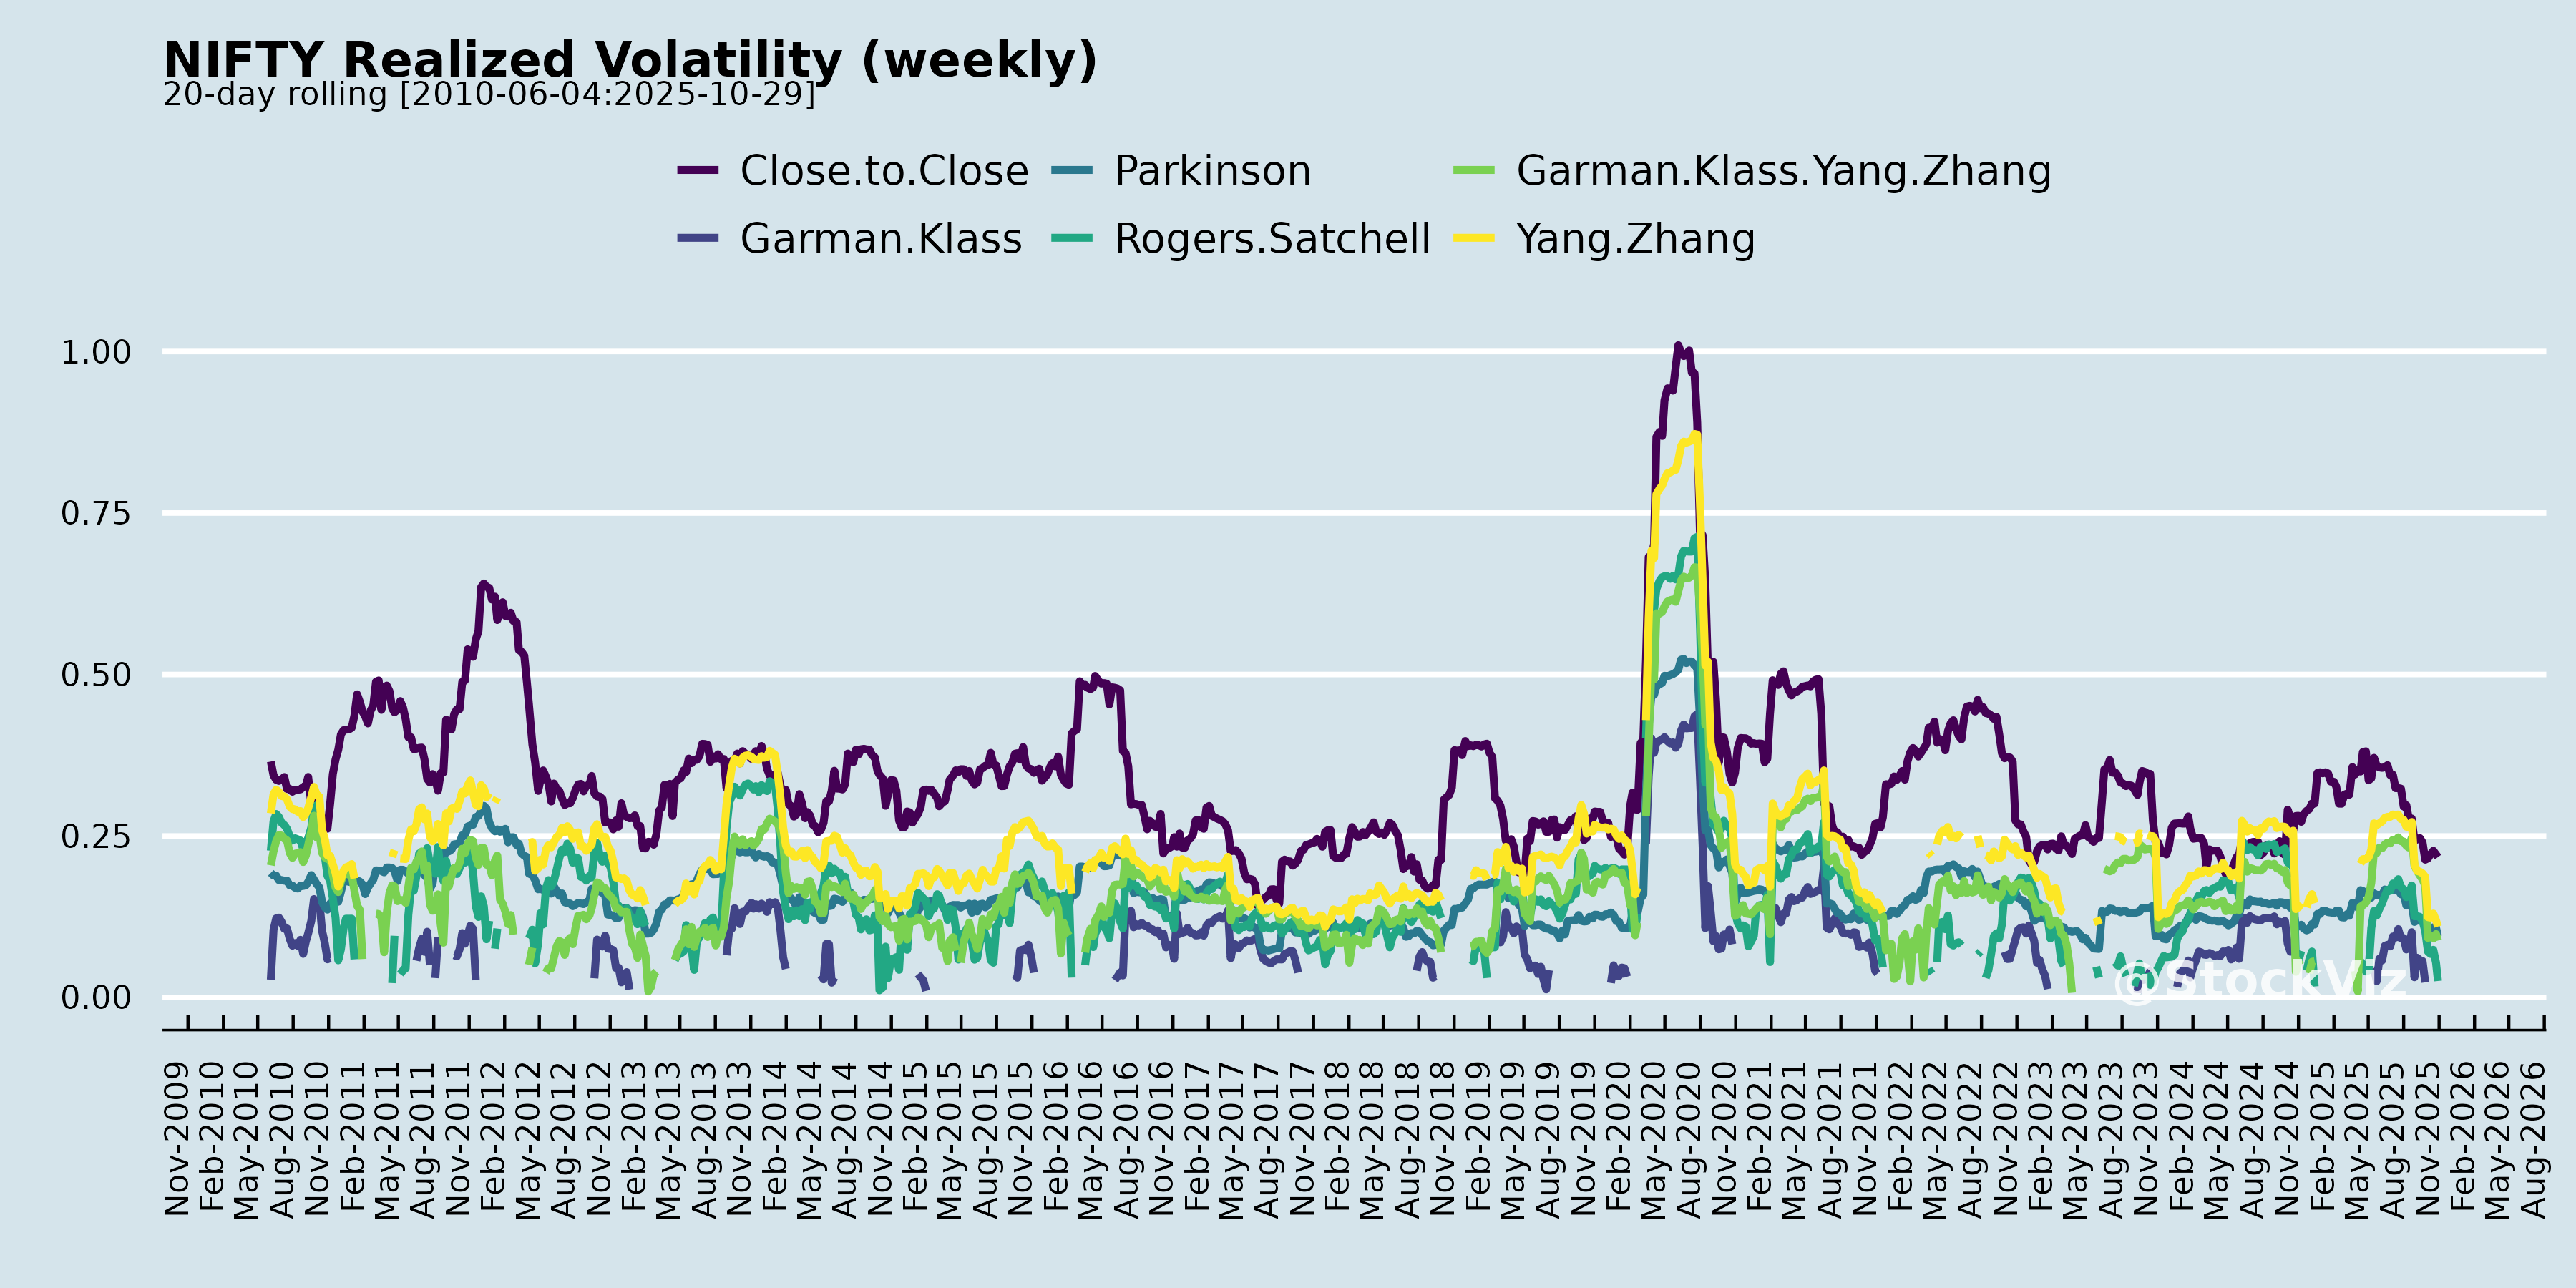 NIFTY Realized Volatility (weekly)
20-day rolling [2010-06-04:2025-10-29]
Close.to.Close Parkinson Garman.Klass.Yang.Zhang
Garman.Klass Rogers.Satchell Yang.Zhang
1.00
0.75
0.50
0.25
0.00
@StockViz
Nov-2009
Feb-2010
May-2010
Aug-2010
Nov-2010
Feb-2011
May-2011
Aug-2011
Nov-2011
Feb-2012
May-2012
Aug-2012
Nov-2012
Feb-2013
May-2013
Aug-2013
Nov-2013
Feb-2014
May-2014
Aug-2014
Nov-2014
Feb-2015
May-2015
Aug-2015
Nov-2015
Feb-2016
May-2016
Aug-2016
Nov-2016
Feb-2017
May-2017
Aug-2017
Nov-2017
Feb-2018
May-2018
Aug-2018
Nov-2018
Feb-2019
May-2019
Aug-2019
Nov-2019
Feb-2020
May-2020
Aug-2020
Nov-2020
Feb-2021
May-2021
Aug-2021
Nov-2021
Feb-2022
May-2022
Aug-2022
Nov-2022
Feb-2023
May-2023
Aug-2023
Nov-2023
Feb-2024
May-2024
Aug-2024
Nov-2024
Feb-2025
May-2025
Aug-2025
Nov-2025
Feb-2026
May-2026
Aug-2026